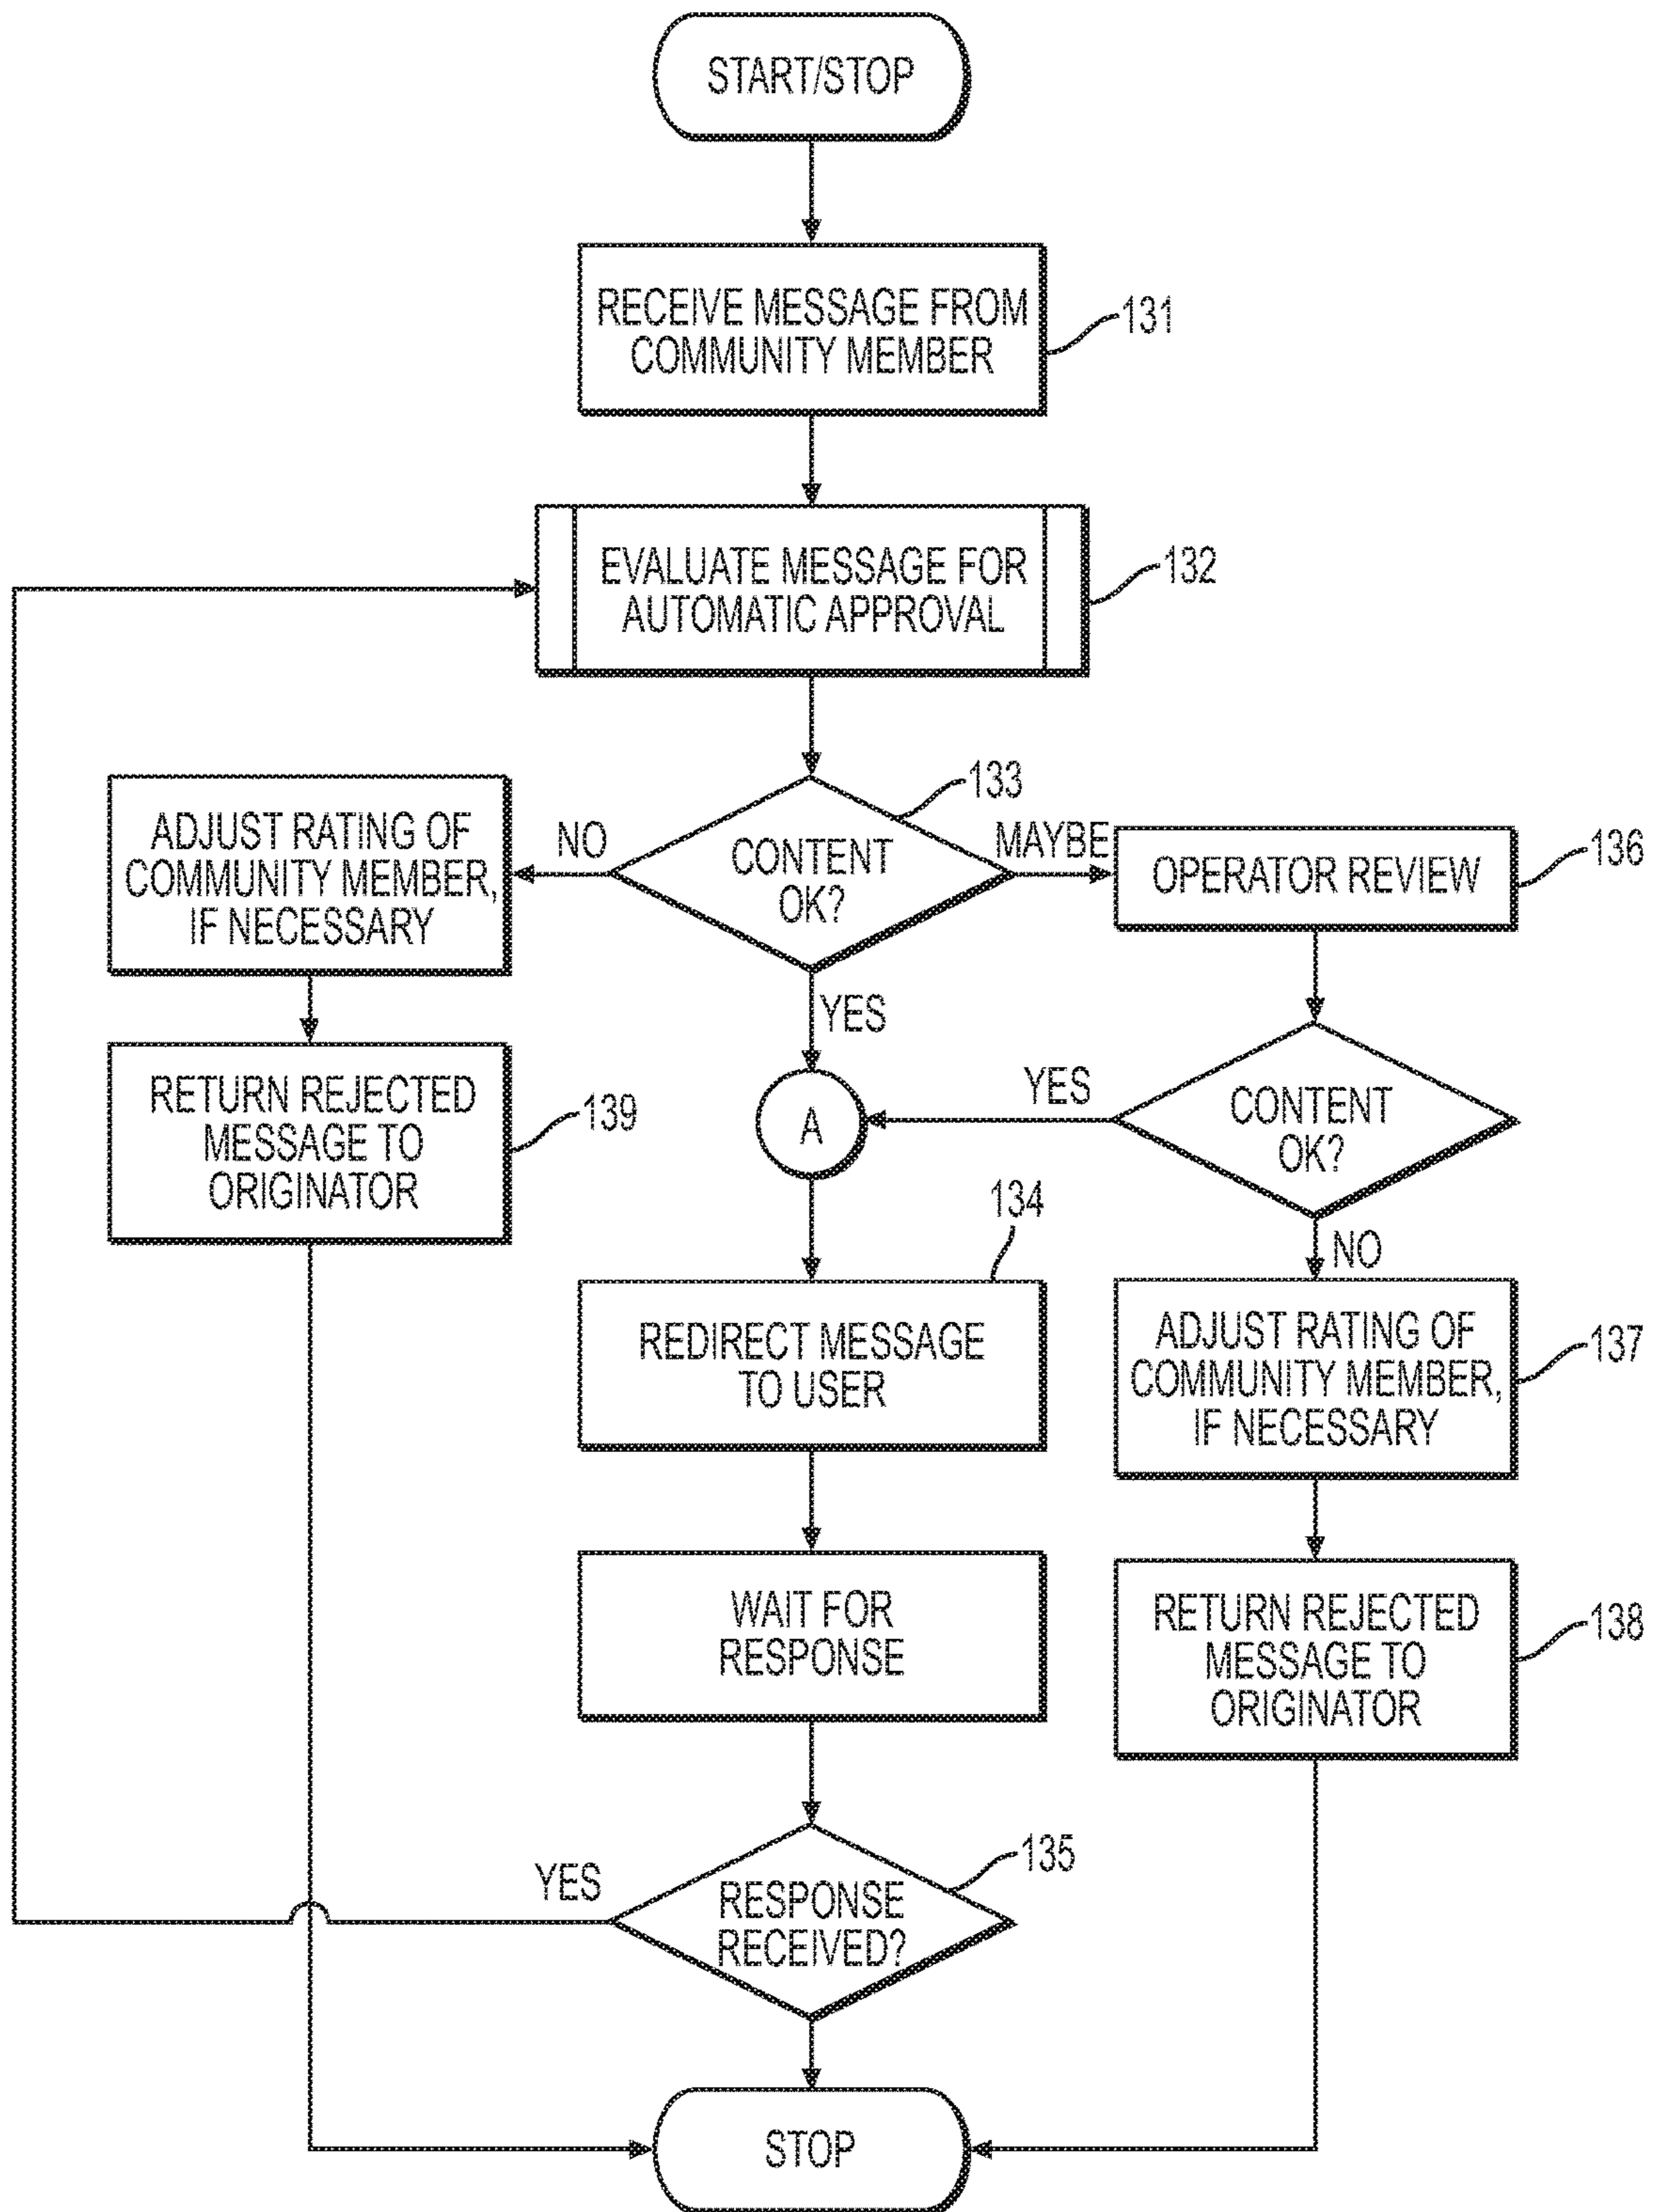 START/STOP
RECEIVE MESSAGE FROM
COMMUNITY MEMBER
131
EVALUATE MESSAGE FOR
AUTOMATIC APPROVAL
132
133
CONTENT
OK?
NO
MAYBE
YES
ADJUST RATING OF
COMMUNITY MEMBER,
IF NECESSARY
OPERATOR REVIEW
136
RETURN REJECTED
MESSAGE TO
ORIGINATOR
139
A
YES
CONTENT
OK?
NO
134
REDIRECT MESSAGE
TO USER
ADJUST RATING OF
COMMUNITY MEMBER,
IF NECESSARY
137
WAIT FOR
RESPONSE
RETURN REJECTED
MESSAGE TO
ORIGINATOR
138
YES
RESPONSE
RECEIVED?
135
STOP